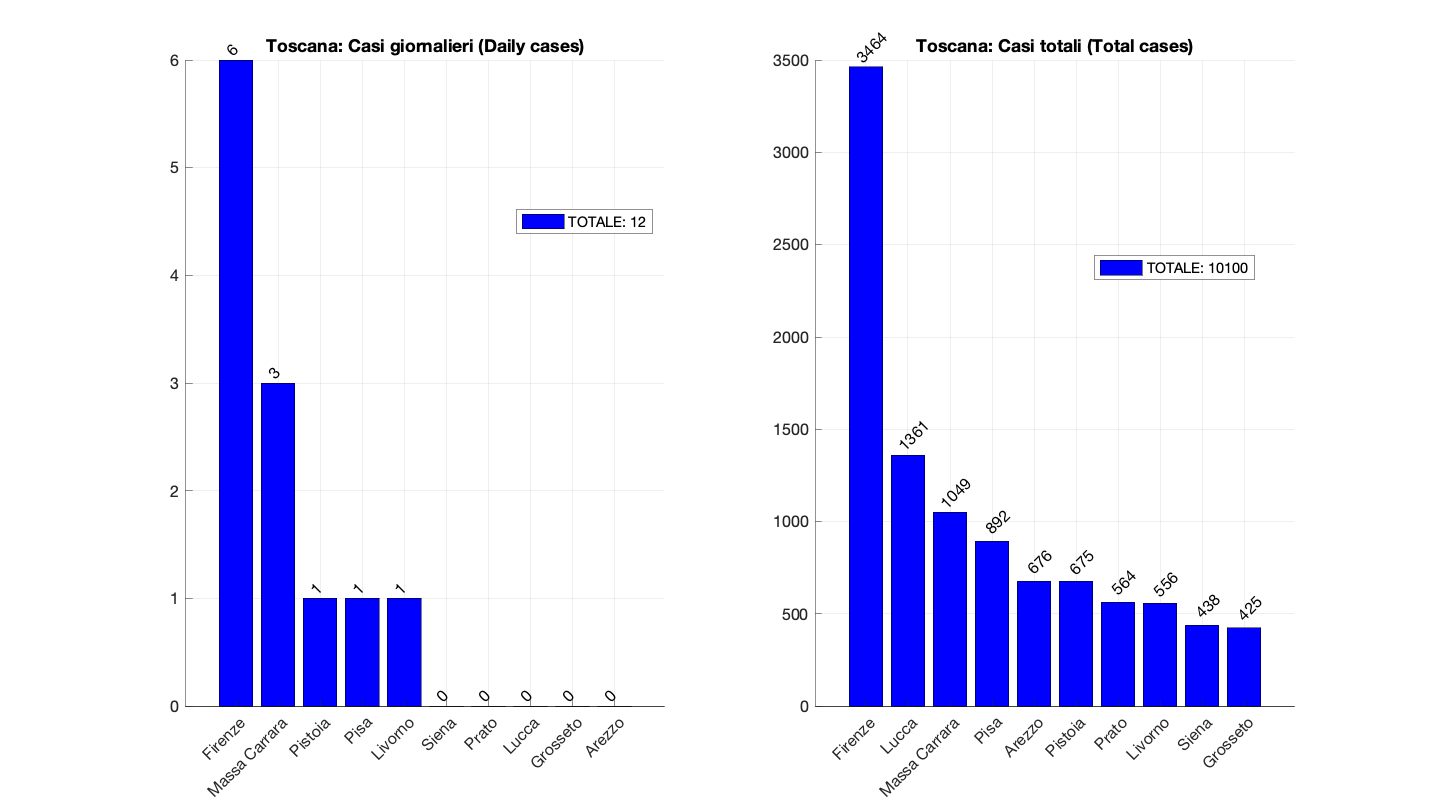 Toscana: Casi giornalieri (Daily cases)
6
5
4
3
2
1
0
6
3
1
1
1
0
0
0
0
0
TOTALE: 12
Firenze
Massa Carrara
Pistoia
Pisa
Livorno
Siena
Prato
Lucca
Grosseto
Arezzo
Toscana: Casi totali (Total cases)
3500
3000
2500
2000
1500
1000
500
0
3464
1361
1049
892
676
675
564
556
438
425
TOTALE: 10100
Firenze
Lucca
Massa Carrara
Pisa
Arezzo
Pistoia
Prato
Livorno
Siena
Grosseto